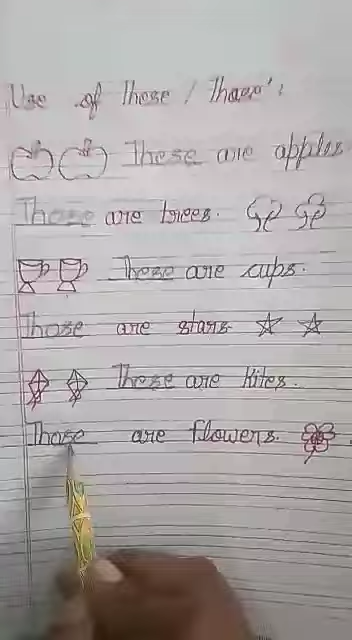 Use of These / Those :
These are apples
Those are trees.
These are cups.
Those are stars
These are kites.
Those are flowers.